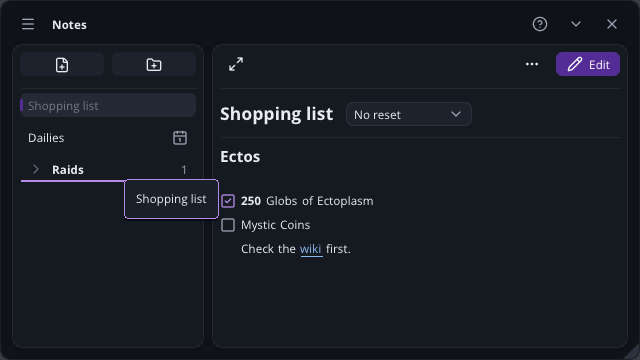 Notes
Shopping list
Dailies
Raids 1
Shopping list
Edit
Shopping list
No reset
Ectos
250 Globs of Ectoplasm
Mystic Coins
Check the wiki first.